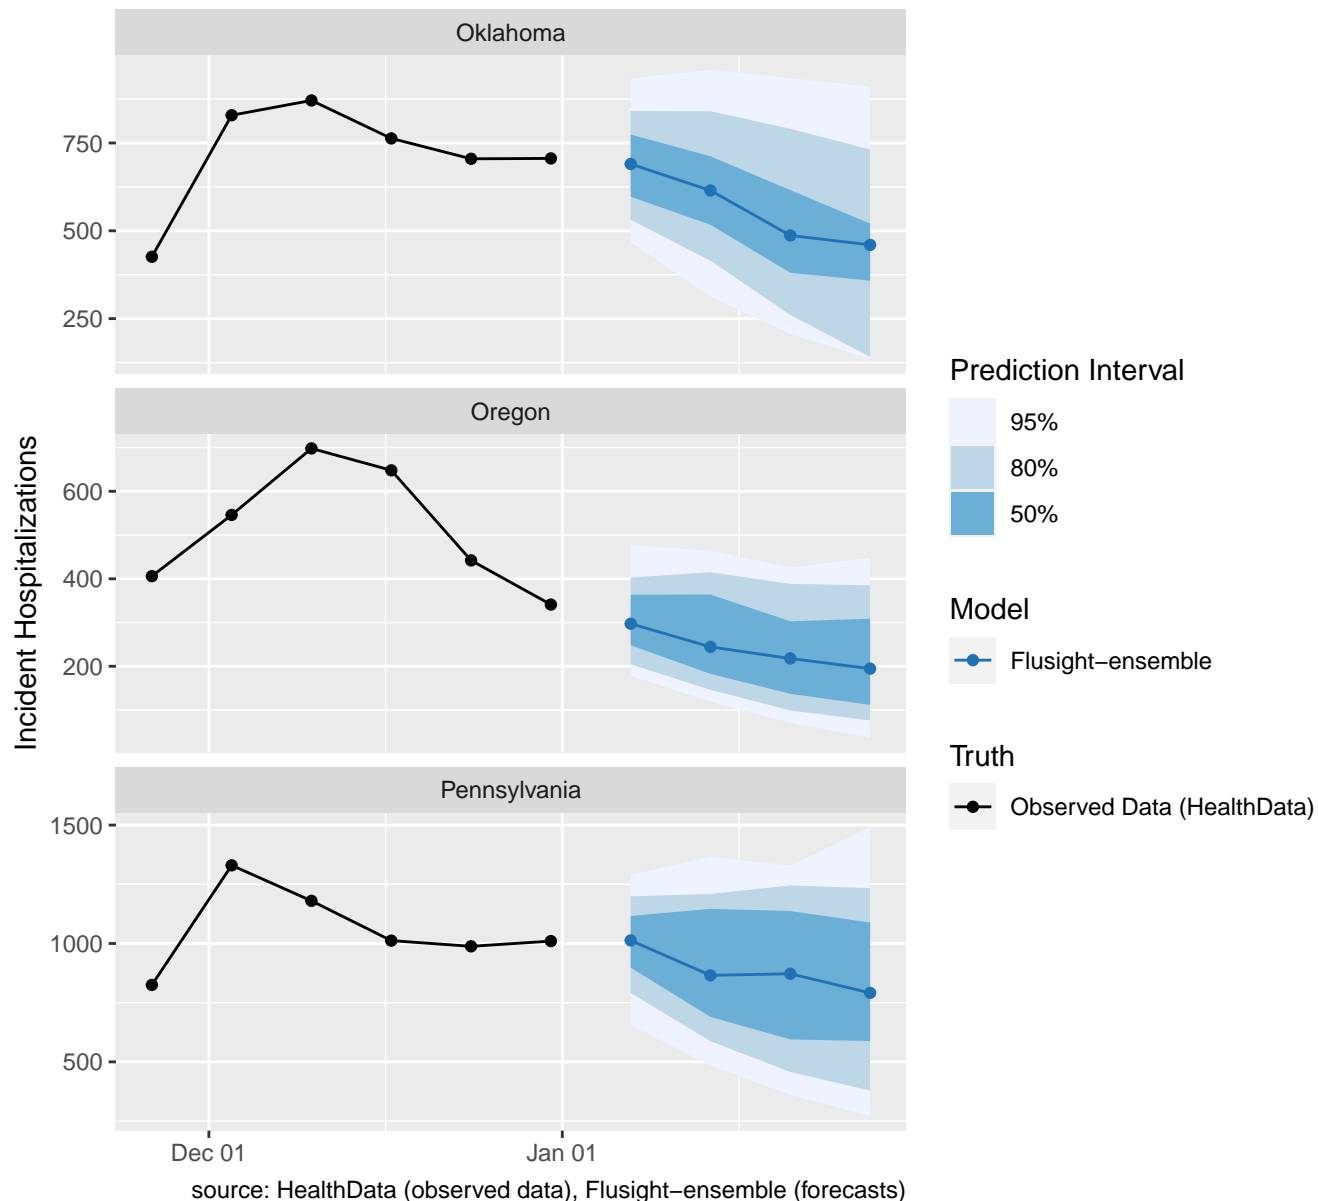 Oklahoma
750
500
250
Oregon
600
400
200
Pennsylvania
1500
1000
500
Dec 01
Jan 01
Incident Hospitalizations
source: HealthData (observed data), Flusight−ensemble (forecasts)
Prediction Interval
95%
80%
50%
Model
Flusight−ensemble
Truth
Observed Data (HealthData)